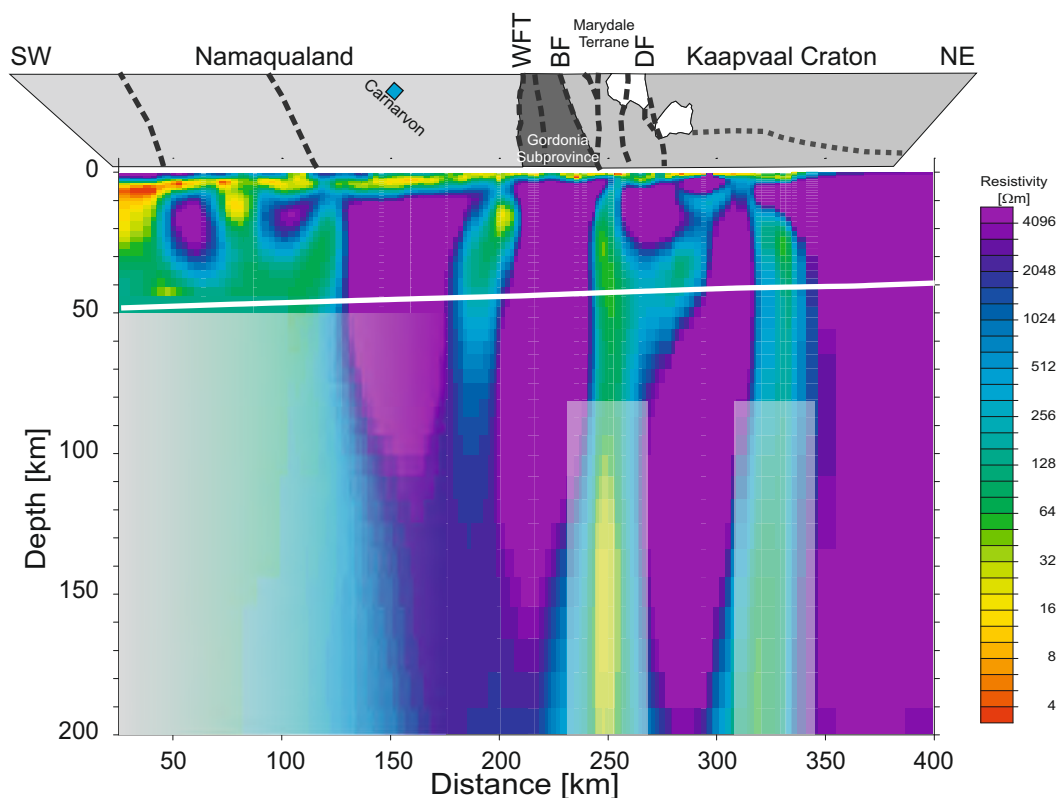 SW
Namaqualand
WFT
BF
Marydale
Terrane
DF
Kaapvaal Craton
NE
Carnarvon
Gordonia
Subprovince
Resistivity
[Ωm]
4096
2048
1024
512
256
128
64
32
16
8
4
Depth [km]
0
50
100
150
200
50
100
150
200
250
300
350
400
Distance [km]